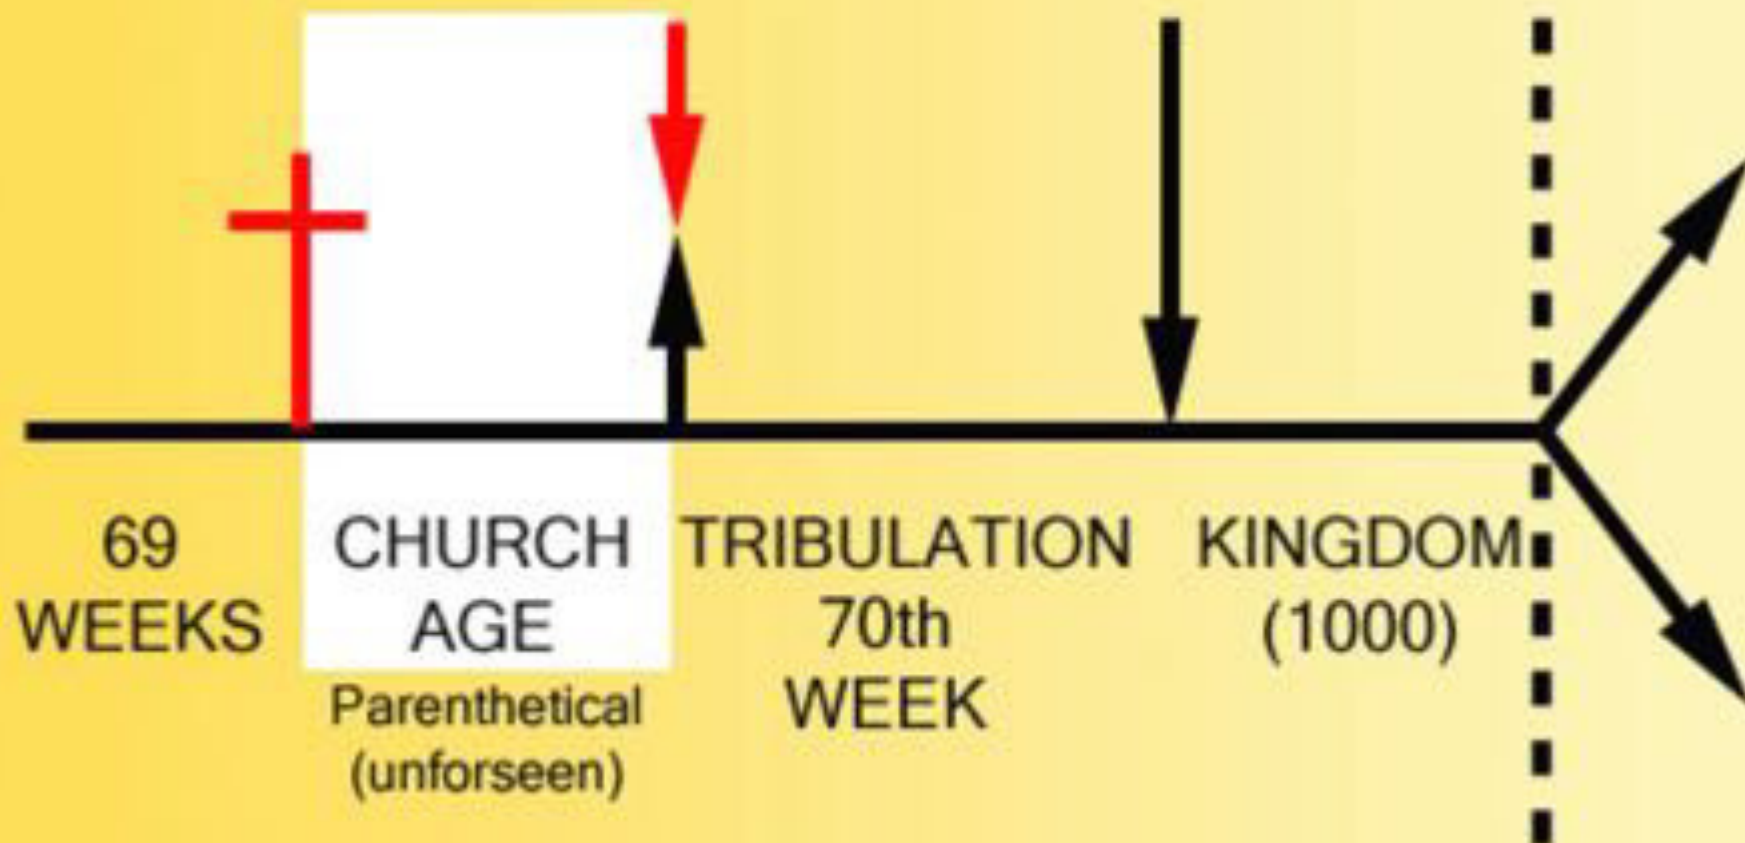 69
WEEKS
CHURCH
AGE
Parenthetical
(unforseen)
TRIBULATION
70th
WEEK
KINGDOM
(1000)